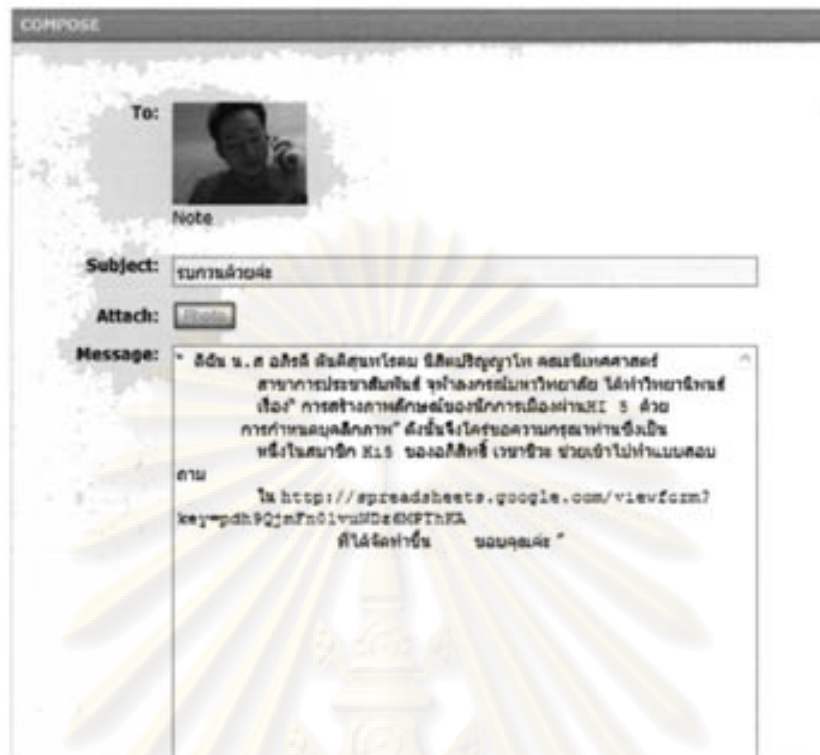 COMPOSE
To:
Note
Subject: รบกวนด้วยค่ะ
Attach: Photo
Message: " ดิฉัน น.ส อภิรดี ตันติสุนทโรดม นิสิตปริญญาโท คณะนิเทศศาสตร์
สาขาการประชาสัมพันธ์ จุฬาลงกรณ์มหาวิทยาลัย ได้ทำวิทยานิพนธ์
เรื่อง" การสร้างภาพลักษณ์ของนักการเมืองผ่านHI 5 ด้วย
การกำหนดบุคลิกภาพ" ดังนั้นจึงใคร่ขอความกรุณาท่านซึ่งเป็น
หนึ่งในสมาชิก Hi5 ของอภิสิทธิ์ เวชาชีวะ ช่วยเข้าไปทำแบบสอบ
ถาม
ใน http://spreadsheets.google.com/viewform?
ที่ได้จัดทำขึ้น ขอบคุณค่ะ "